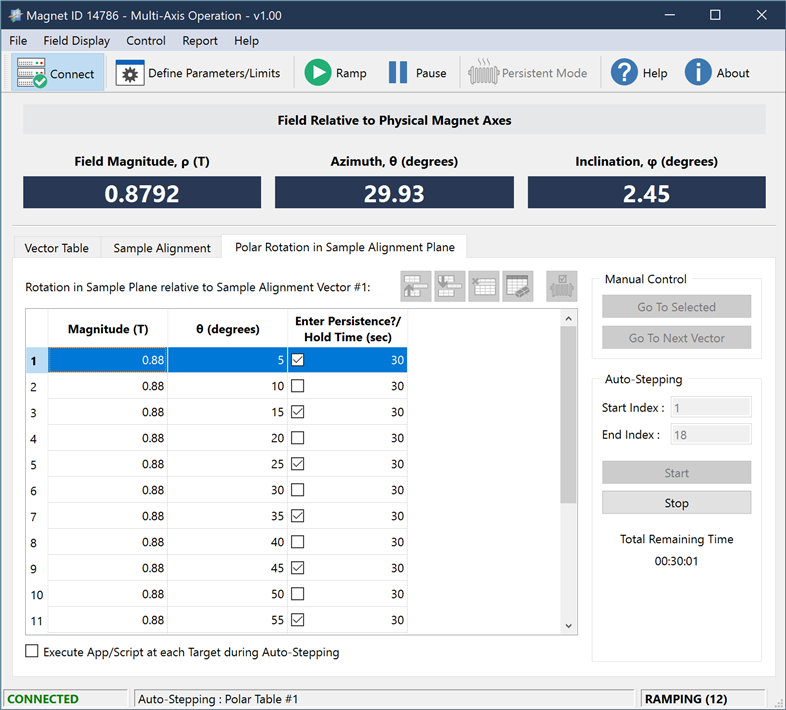 Magnet ID 14786 - Multi-Axis Operation - v1.00
File Field Display Control Report Help
Connect Define Parameters/Limits Ramp Pause Persistent Mode Help About
Field Relative to Physical Magnet Axes
Field Magnitude, ρ (T) Azimuth, θ (degrees) Inclination, φ (degrees)
0.8792 29.93 2.45
Vector Table Sample Alignment Polar Rotation in Sample Alignment Plane
Rotation in Sample Plane relative to Sample Alignment Vector #1:
Magnitude (T) θ (degrees) Enter Persistence?/
Hold Time (sec)
1 0.88 5 30
2 0.88 10 30
3 0.88 15 30
4 0.88 20 30
5 0.88 25 30
6 0.88 30 30
7 0.88 35 30
8 0.88 40 30
9 0.88 45 30
10 0.88 50 30
11 0.88 55 30
Execute App/Script at each Target during Auto-Stepping
Manual Control
Go To Selected
Go To Next Vector
Auto-Stepping
Start Index : 1
End Index : 18
Start
Stop
Total Remaining Time
00:30:01
CONNECTED Auto-Stepping : Polar Table #1 RAMPING (12)